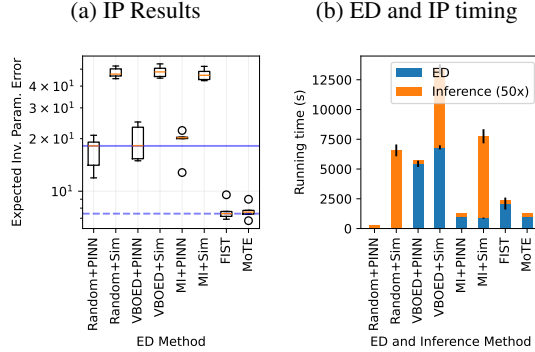 (a) IP Results
Expected Inv. Param. Error
4 × 10¹
3 × 10¹
2 × 10¹
10¹
Random+PINN
Random+Sim
VBOED+PINN
VBOED+Sim
MI+PINN
MI+Sim
FIST
MoTE
ED Method
(b) ED and IP timing
Running time (s)
12500
10000
7500
5000
2500
0
ED
Inference (50x)
Random+PINN
Random+Sim
VBOED+PINN
VBOED+Sim
MI+PINN
MI+Sim
FIST
MoTE
ED and Inference Method